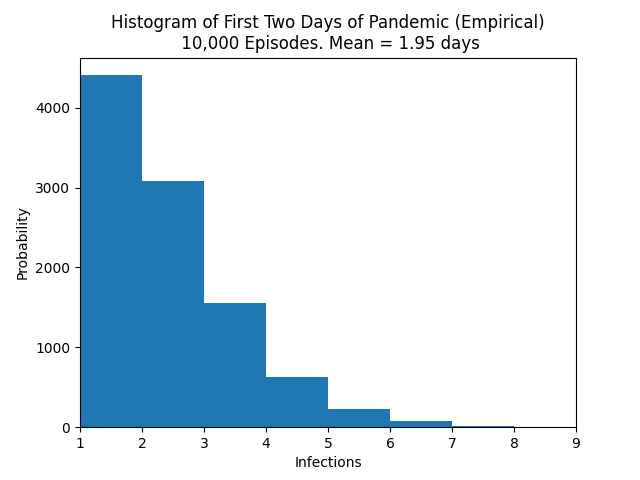 Histogram of First Two Days of Pandemic (Empirical)
10,000 Episodes. Mean = 1.95 days
4000
3000
2000
1000
0
Probability
1 2 3 4 5 6 7 8 9
Infections